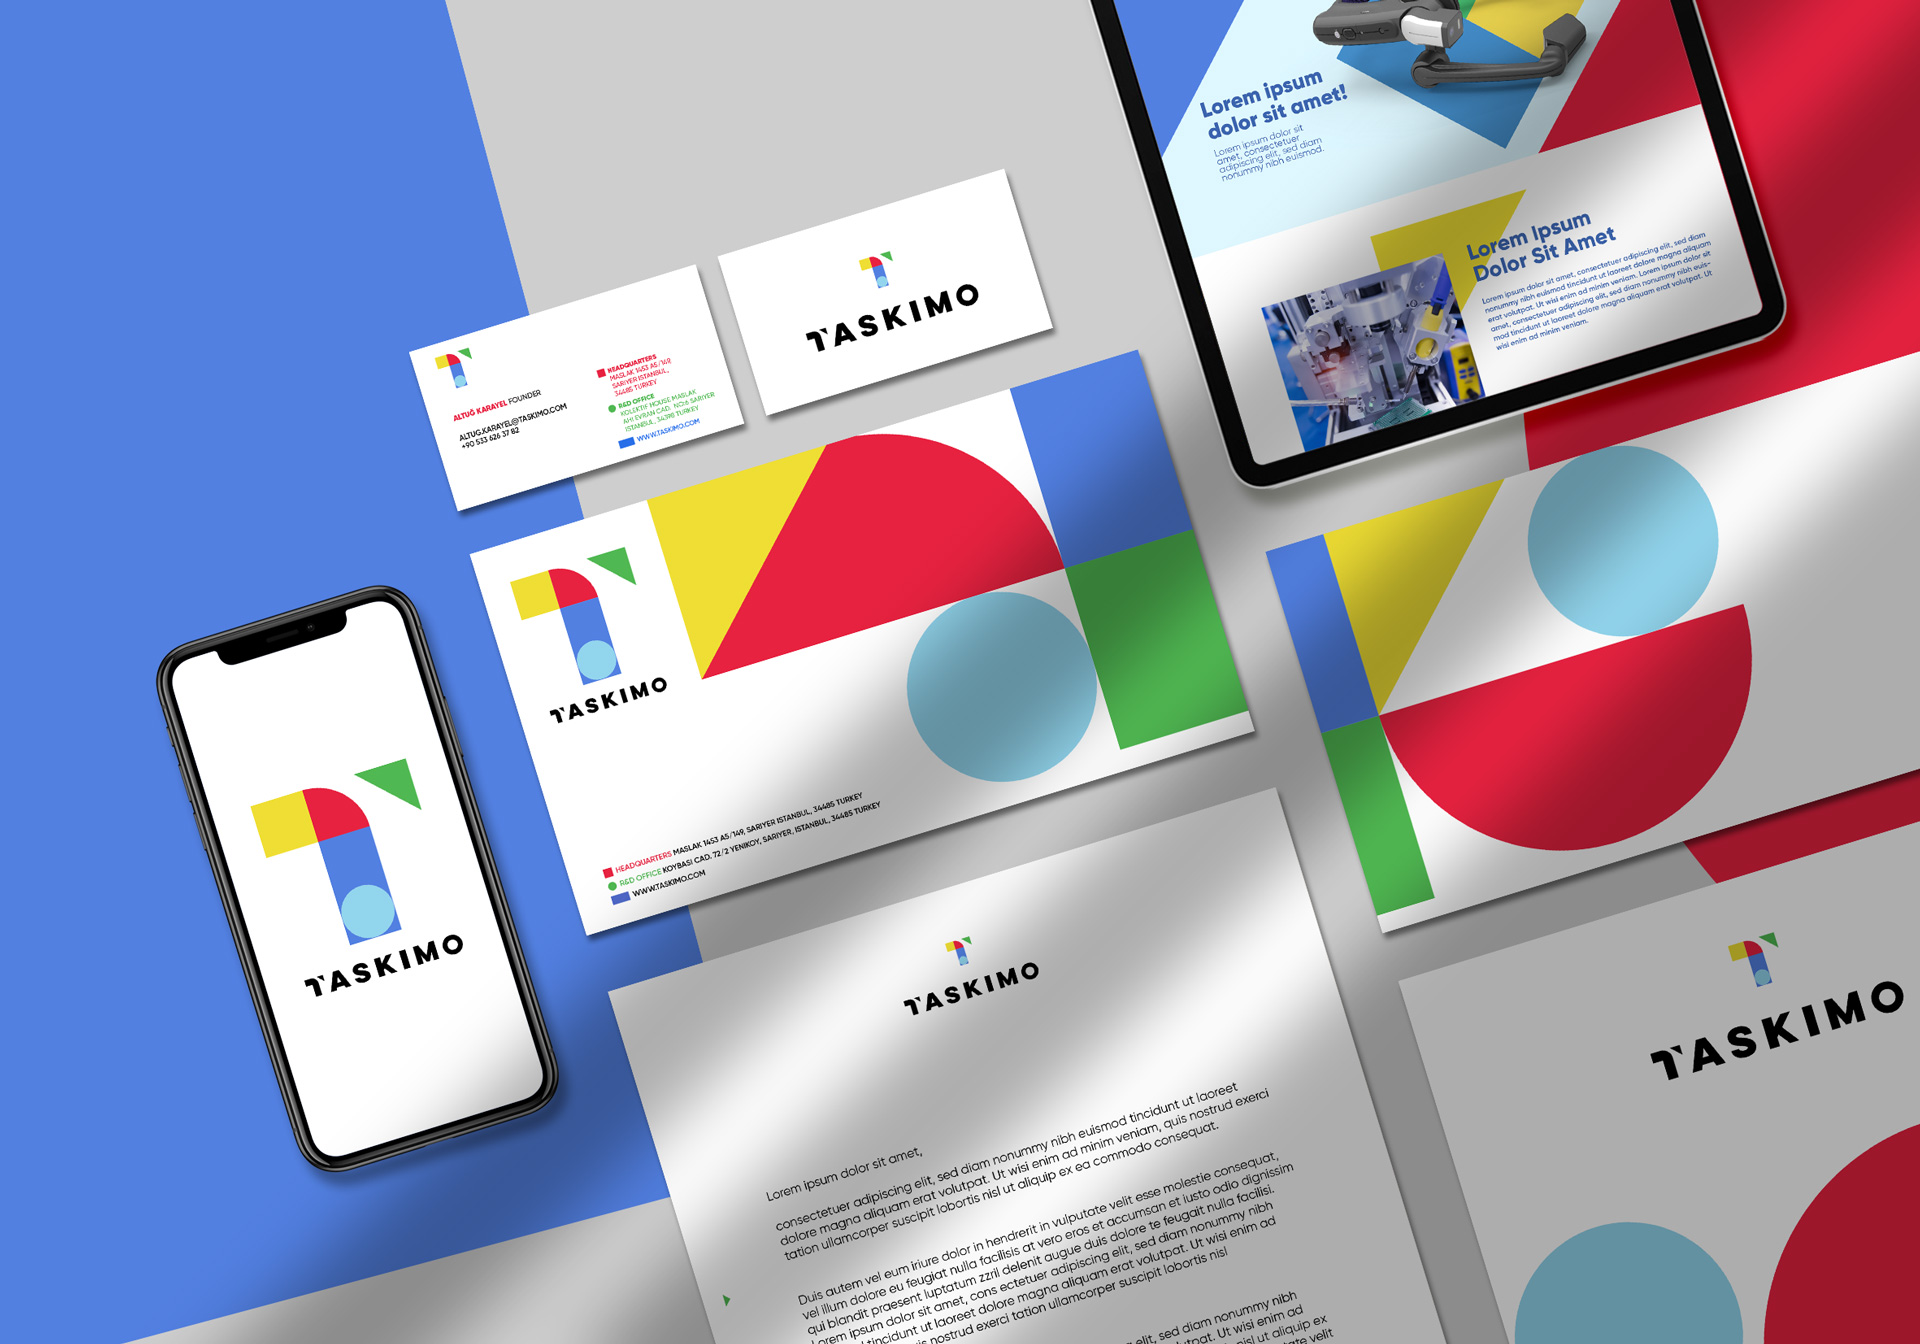 Lorem ipsum
dolor sit amet!
Lorem ipsum dolor sit
amet, consectetuer
adipiscing elit, sed diam
nonummy nibh euismod.
Lorem Ipsum
Dolor Sit Amet
Lorem ipsum dolor sit amet, consectetuer adipiscing elit, sed diam
nonummy nibh euismod tincidunt ut laoreet dolore magna aliquam
erat volutpat. Ut wisi enim ad minim veniam. Lorem ipsum dolor sit
amet, consectetuer adipiscing elit, sed diam nonummy nibh euis-
mod tincidunt ut laoreet dolore magna aliquam erat volutpat. Ut
wisi enim ad minim veniam.
TASKIMO
ALTUĞ KARAYEL FOUNDER
ALTUG.KARAYEL@TASKIMO.COM
+90 533 626 37 82
HEADQUARTERS
MASLAK 1453 A5/149,
SARIYER ISTANBUL,
34485 TURKEY
R&D OFFICE
KOLEKTIF HOUSE MASLAK
AHI EVRAN CAD. NO:6 SARIYER
ISTANBUL, 34398 TURKEY
WWW.TASKIMO.COM
TASKIMO
HEADQUARTERS MASLAK 1453 A5/149, SARIYER ISTANBUL, 34485 TURKEY
R&D OFFICE KOYBASI CAD. 72/2 YENIKOY, SARIYER, ISTANBUL, 34485 TURKEY
WWW.TASKIMO.COM
TASKIMO
TASKIMO
Lorem ipsum dolor sit amet,
consectetuer adipiscing elit, sed diam nonummy nibh euismod tincidunt ut laoreet
dolore magna aliquam erat volutpat. Ut wisi enim ad minim veniam, quis nostrud exerci
tation ullamcorper suscipit lobortis nisl ut aliquip ex ea commodo consequat.
Duis autem vel eum iriure dolor in hendrerit in vulputate velit esse molestie consequat,
vel illum dolore eu feugiat nulla facilisis at vero eros et accumsan et iusto odio dignissim
qui blandit praesent luptatum zzril delenit augue duis dolore te feugait nulla facilisi.
Lorem ipsum dolor sit amet, cons ectetuer adipiscing elit, sed diam nonummy nibh
tincidunt ut laoreet dolore magna aliquam erat volutpat. Ut wisi enim ad
nostrud exerci tation ullamcorper suscipit lobortis nisl
elit, sed diam nonummy nibh
Ut wisi enim ad
nisl ut aliquip ex
velit
TASKIMO